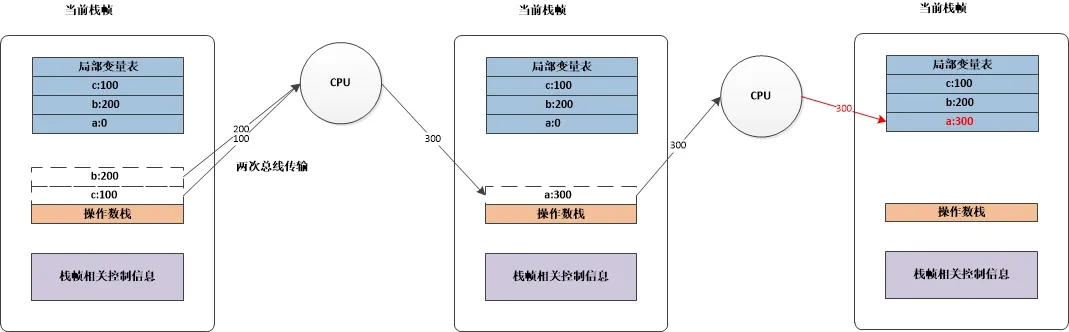 当前栈帧
局部变量表
c:100
b:200
a:0
b:200
c:100
操作数栈
栈帧相关控制信息
200
100
两次总线传输
CPU
300
当前栈帧
局部变量表
c:100
b:200
a:0
a:300
操作数栈
栈帧相关控制信息
300
CPU
300
当前栈帧
局部变量表
c:100
b:200
a:300
操作数栈
栈帧相关控制信息